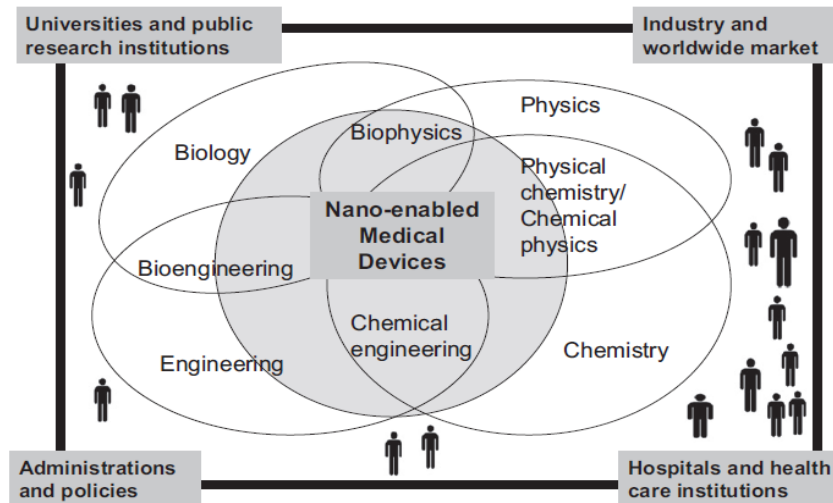 Universities and public
research institutions
Industry and
worldwide market
Physics
Biophysics
Biology
Physical
chemistry/
Chemical
physics
Nano-enabled
Medical
Devices
Bioengineering
Chemical
engineering
Engineering
Chemistry
Administrations
and policies
Hospitals and health
care institutions